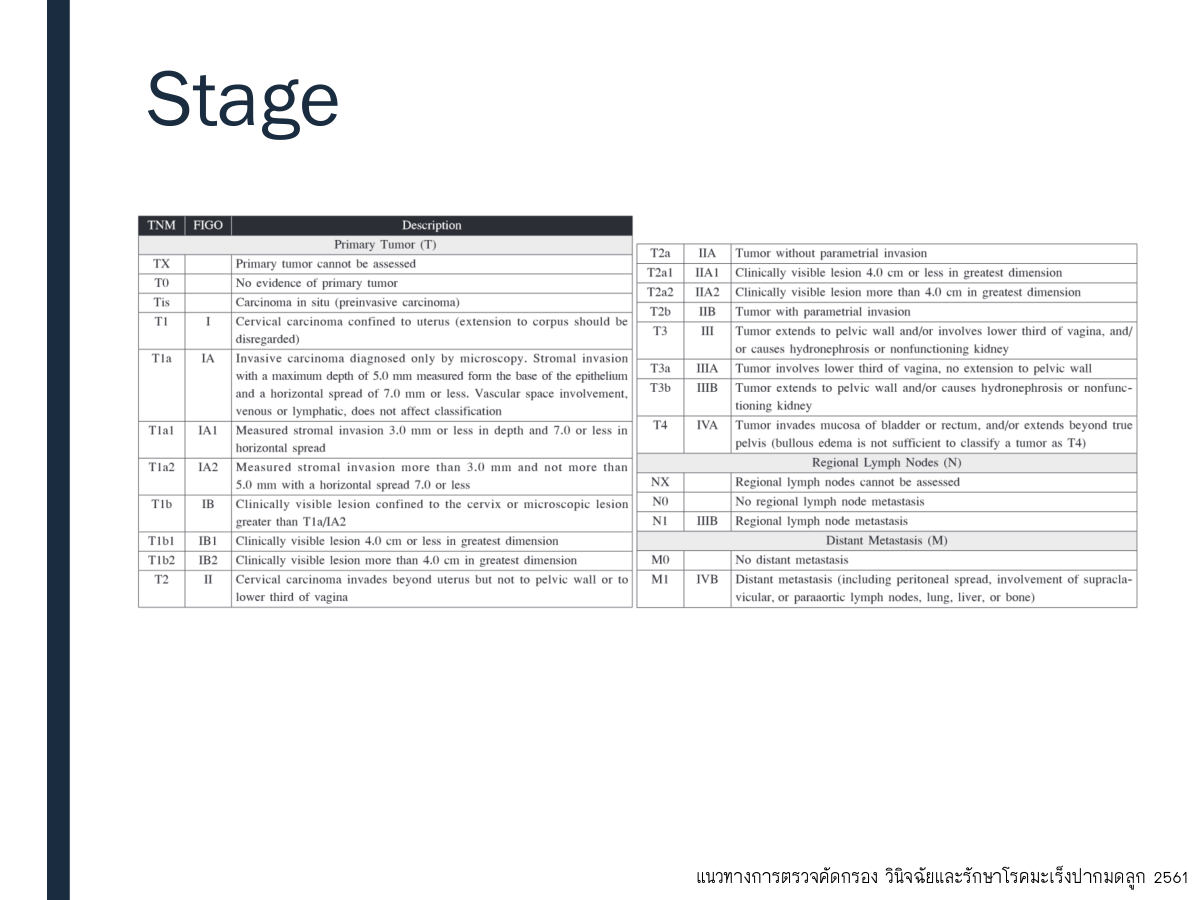 Stage
TNM FIGO Description
Primary Tumor (T)
TX Primary tumor cannot be assessed
T0 No evidence of primary tumor
Tis Carcinoma in situ (preinvasive carcinoma)
T1 I Cervical carcinoma confined to uterus (extension to corpus should be
disregarded)
T1a IA Invasive carcinoma diagnosed only by microscopy. Stromal invasion
with a maximum depth of 5.0 mm measured form the base of the epithelium
and a horizontal spread of 7.0 mm or less. Vascular space involvement,
venous or lymphatic, does not affect classification
T1a1 IA1 Measured stromal invasion 3.0 mm or less in depth and 7.0 or less in
horizontal spread
T1a2 IA2 Measured stromal invasion more than 3.0 mm and not more than
5.0 mm with a horizontal spread 7.0 or less
T1b IB Clinically visible lesion confined to the cervix or microscopic lesion
greater than T1a/IA2
T1b1 IB1 Clinically visible lesion 4.0 cm or less in greatest dimension
T1b2 IB2 Clinically visible lesion more than 4.0 cm in greatest dimension
T2 II Cervical carcinoma invades beyond uterus but not to pelvic wall or to
lower third of vagina
T2a IIA Tumor without parametrial invasion
T2a1 IIA1 Clinically visible lesion 4.0 cm or less in greatest dimension
T2a2 IIA2 Clinically visible lesion more than 4.0 cm in greatest dimension
T2b IIB Tumor with parametrial invasion
T3 III Tumor extends to pelvic wall and/or involves lower third of vagina, and/
or causes hydronephrosis or nonfunctioning kidney
T3a IIIA Tumor involves lower third of vagina, no extension to pelvic wall
T3b IIIB Tumor extends to pelvic wall and/or causes hydronephrosis or nonfunc-
tioning kidney
T4 IVA Tumor invades mucosa of bladder or rectum, and/or extends beyond true
pelvis (bullous edema is not sufficient to classify a tumor as T4)
Regional Lymph Nodes (N)
NX Regional lymph nodes cannot be assessed
N0 No regional lymph node metastasis
N1 IIIB Regional lymph node metastasis
Distant Metastasis (M)
M0 No distant metastasis
M1 IVB Distant metastasis (including peritoneal spread, involvement of supracla-
vicular, or paraaortic lymph nodes, lung, liver, or bone)
แนวทางการตรวจคัดกรอง วินิจฉัยและรักษาโรคมะเร็งปากมดลูก 2561